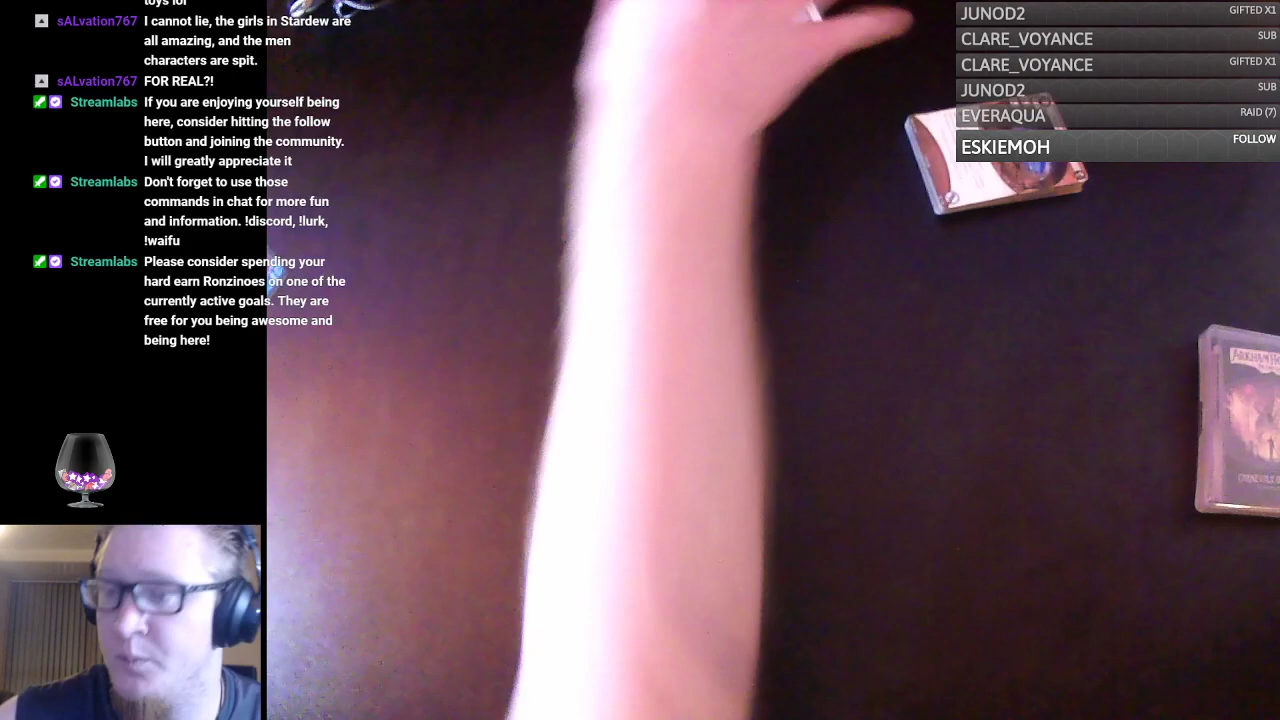 toys lol
sALvation767 I cannot lie, the girls in Stardew are
all amazing, and the men
characters are spit.
sALvation767 FOR REAL?!
Streamlabs If you are enjoying yourself being
here, consider hitting the follow
button and joining the community.
I will greatly appreciate it
Streamlabs Don't forget to use those
commands in chat for more fun
and information. !discord, !lurk,
!waifu
Streamlabs Please consider spending your
hard earn Ronzinoes on one of the
currently active goals. They are
free for you being awesome and
being here!
JUNOD2 GIFTED X1
CLARE_VOYANCE SUB
CLARE_VOYANCE GIFTED X1
JUNOD2 SUB
EVERAQUA RAID (7)
ESKIEMOH FOLLOW